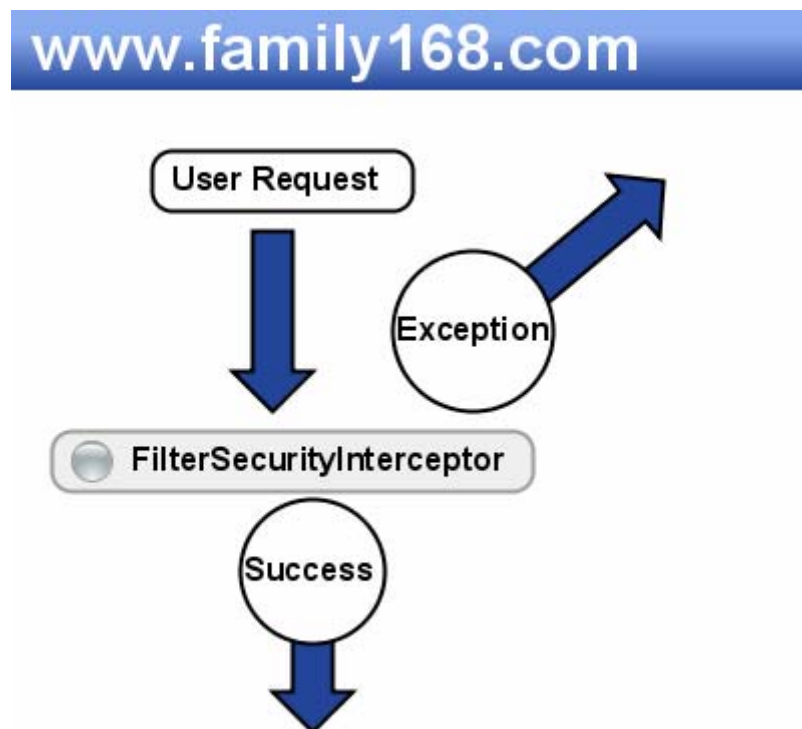 www.family168.com
User Request
Exception
FilterSecurityInterceptor
Success